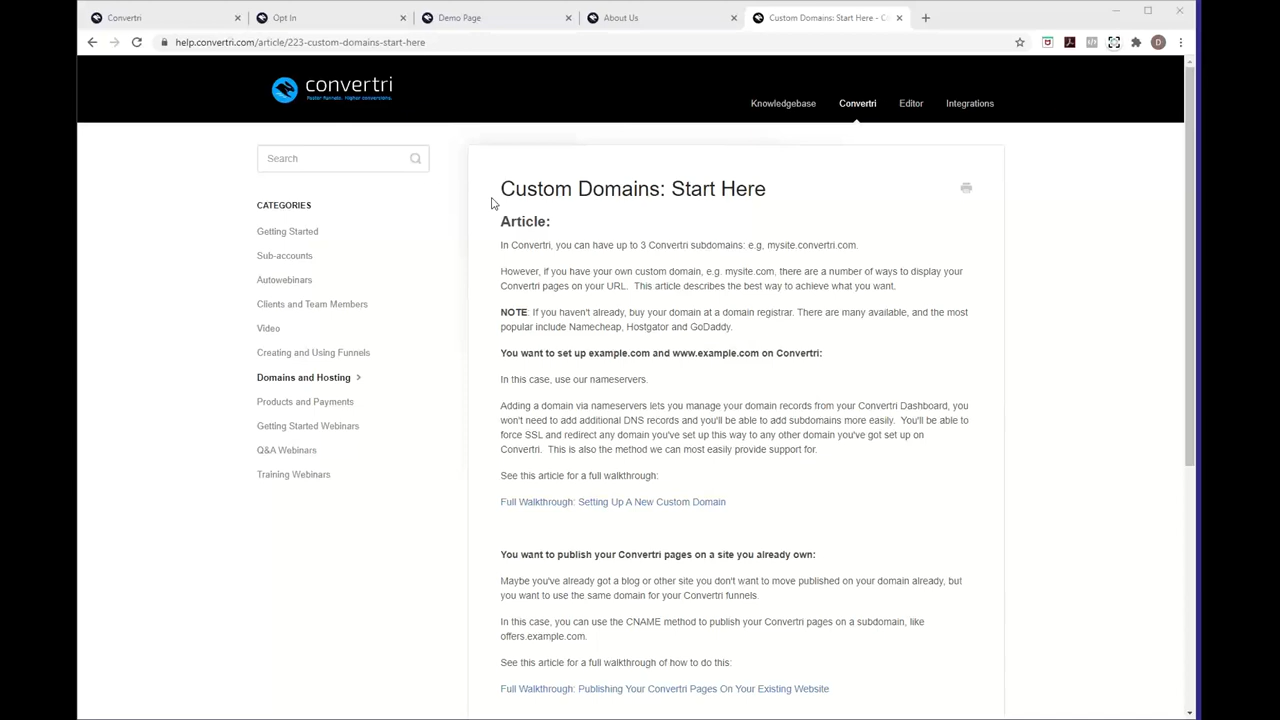 Convertri
Opt In
Demo Page
About Us
Custom Domains: Start Here - C
help.convertri.com/article/223-custom-domains-start-here
D
convertri
Faster funnels. Higher conversions.
Knowledgebase
Convertri
Editor
Integrations
Search
CATEGORIES
Getting Started
Sub-accounts
Autowebinars
Clients and Team Members
Video
Creating and Using Funnels
Domains and Hosting
Products and Payments
Getting Started Webinars
Q&A Webinars
Training Webinars
Custom Domains: Start Here
Article:
In Convertri, you can have up to 3 Convertri subdomains: e.g, mysite.convertri.com.
However, if you have your own custom domain, e.g. mysite.com, there are a number of ways to display your
Convertri pages on your URL. This article describes the best way to achieve what you want.
NOTE: If you haven't already, buy your domain at a domain registrar. There are many available, and the most
popular include Namecheap, Hostgator and GoDaddy.
You want to set up example.com and www.example.com on Convertri:
In this case, use our nameservers.
Adding a domain via nameservers lets you manage your domain records from your Convertri Dashboard, you
won't need to add additional DNS records and you'll be able to add subdomains more easily. You'll be able to
force SSL and redirect any domain you've set up this way to any other domain you've got set up on
Convertri. This is also the method we can most easily provide support for.
See this article for a full walkthrough:
Full Walkthrough: Setting Up A New Custom Domain
You want to publish your Convertri pages on a site you already own:
Maybe you've already got a blog or other site you don't want to move published on your domain already, but
you want to use the same domain for your Convertri funnels.
In this case, you can use the CNAME method to publish your Convertri pages on a subdomain, like
offers.example.com.
See this article for a full walkthrough of how to do this:
Full Walkthrough: Publishing Your Convertri Pages On Your Existing Website